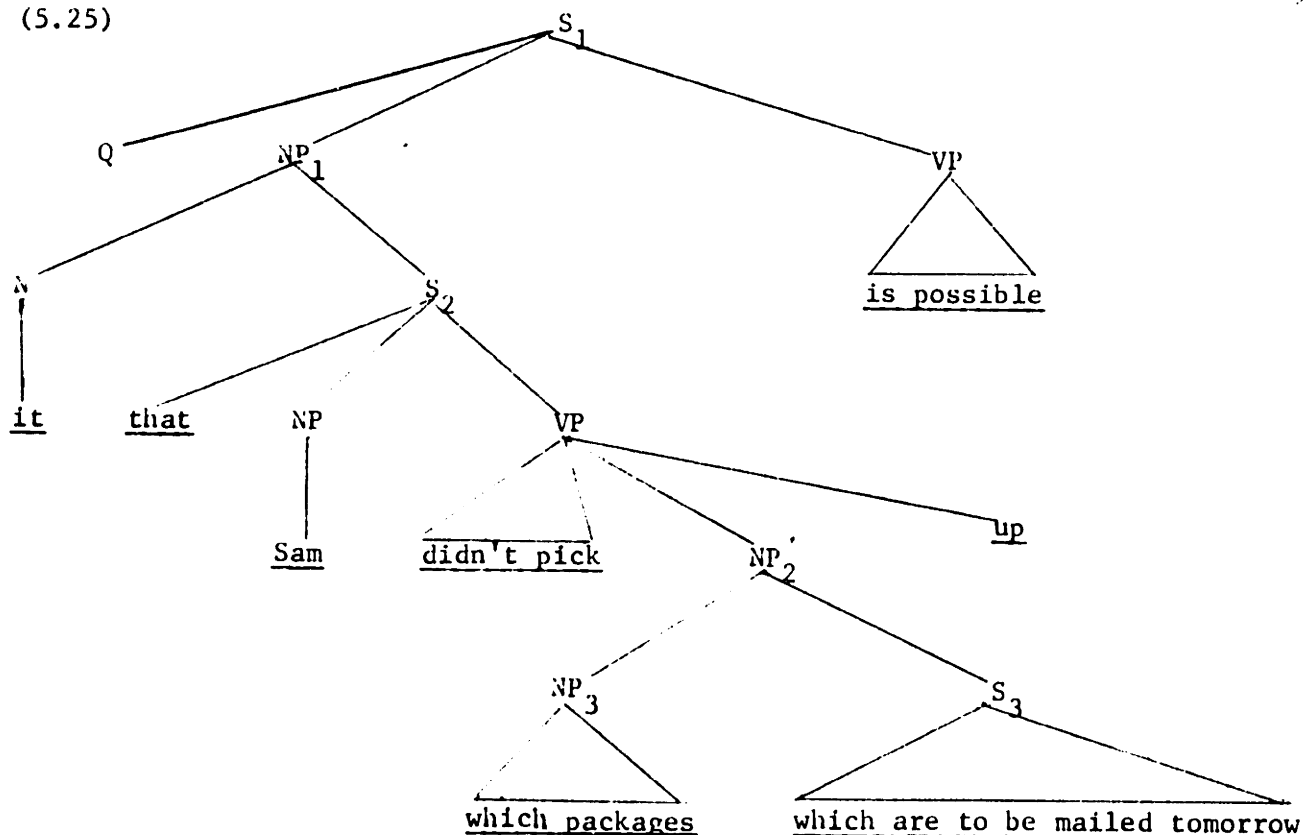 (5.25)
S1
Q NP1 VP
N S2 is possible
it that NP VP
Sam didn't pick NP2 up
NP3 S3
which packages which are to be mailed tomorrow